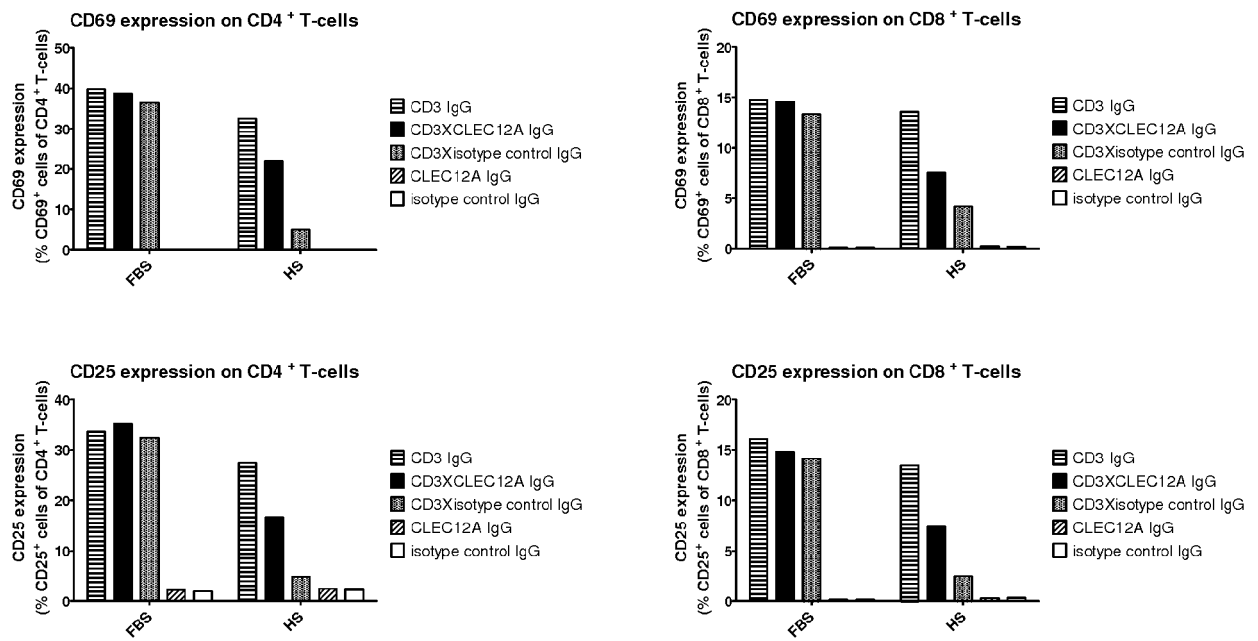 CD69 expression on CD4 + T-cells
CD69 expression
(% CD69+ cells of CD4+ T-cells)
50
40
30
20
10
0
FBS
HS
CD3 IgG
CD3XCLEC12A IgG
CD3Xisotype control IgG
CLEC12A IgG
isotype control IgG
CD69 expression on CD8 + T-cells
CD69 expression
(% CD69+ cells of CD8+ T-cells)
20
15
10
5
0
FBS
HS
CD3 IgG
CD3XCLEC12A IgG
CD3Xisotype control IgG
CLEC12A IgG
isotype control IgG
CD25 expression on CD4 + T-cells
CD25 expression
(% CD25+ cells of CD4+ T-cells)
40
30
20
10
0
FBS
HS
CD3 IgG
CD3XCLEC12A IgG
CD3Xisotype control IgG
CLEC12A IgG
isotype control IgG
CD25 expression on CD8 + T-cells
CD25 expression
(% CD25+ cells of CD8+ T-cells)
20
15
10
5
0
FBS
HS
CD3 IgG
CD3XCLEC12A IgG
CD3Xisotype control IgG
CLEC12A IgG
isotype control IgG